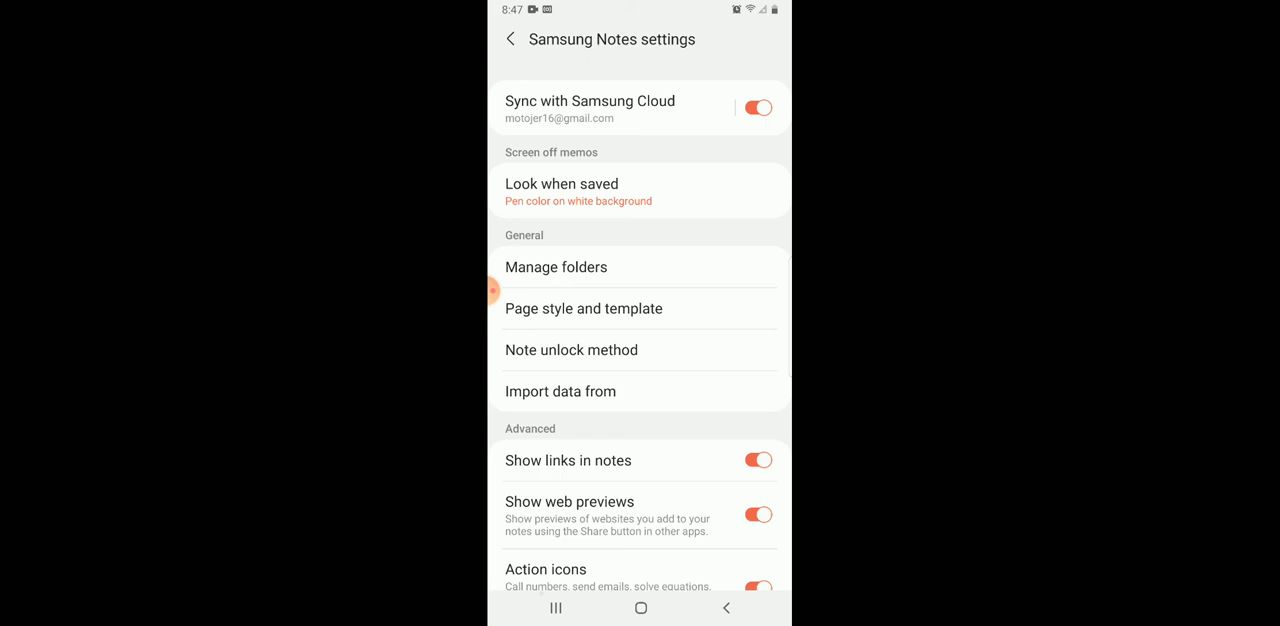 8:47
Samsung Notes settings
Sync with Samsung Cloud
motojer16@gmail.com
Screen off memos
Look when saved
Pen color on white background
General
Manage folders
Page style and template
Note unlock method
Import data from
Advanced
Show links in notes
Show web previews
Show previews of websites you add to your
notes using the Share button in other apps.
Action icons
Call numbers, send emails, solve equations,